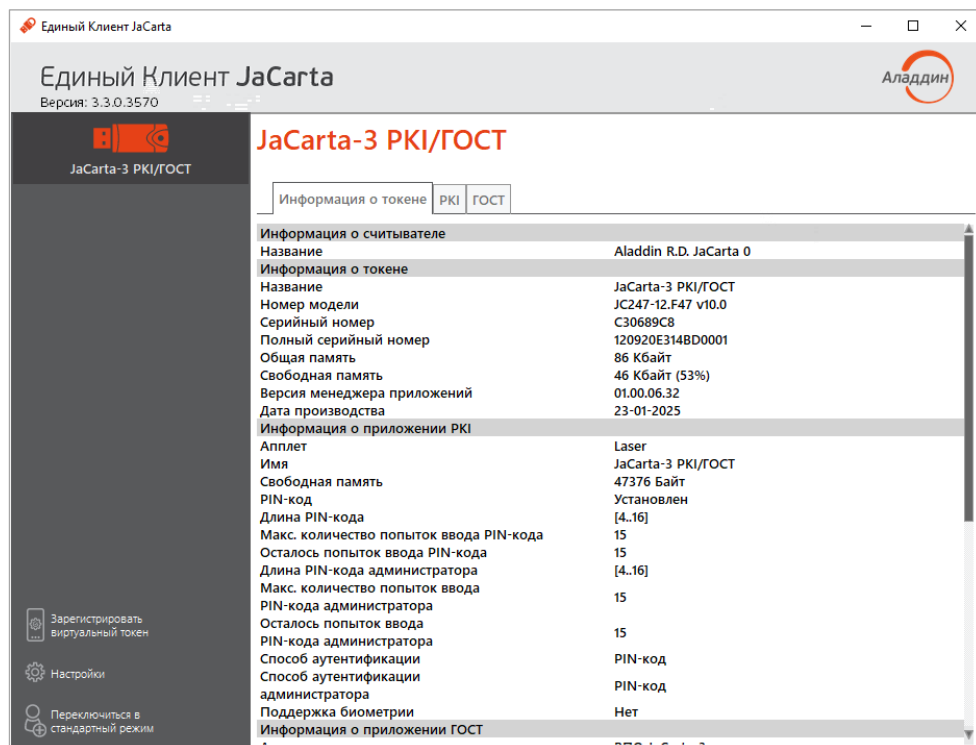 Единый Клиент JaCarta
Единый Клиент JaCarta
Версия: 3.3.0.3570
Аладдин
JaCarta-3 PKI/ГОСТ
JaCarta-3 PKI/ГОСТ
Информация о токене PKI ГОСТ
Информация о считывателе
Название Aladdin R.D. JaCarta 0
Информация о токене
Название JaCarta-3 PKI/ГОСТ
Номер модели JC247-12.F47 v10.0
Серийный номер C30689C8
Полный серийный номер 120920E314BD0001
Общая память 86 Кбайт
Свободная память 46 Кбайт (53%)
Версия менеджера приложений 01.00.06.32
Дата производства 23-01-2025
Информация о приложении PKI
Апплет Laser
Имя JaCarta-3 PKI/ГОСТ
Свободная память 47376 Байт
PIN-код Установлен
Длина PIN-кода [4..16]
Макс. количество попыток ввода PIN-кода 15
Осталось попыток ввода PIN-кода 15
Длина PIN-кода администратора [4..16]
Макс. количество попыток ввода
PIN-кода администратора 15
Осталось попыток ввода
PIN-кода администратора 15
Способ аутентификации PIN-код
Способ аутентификации
администратора PIN-код
Поддержка биометрии Нет
Информация о приложении ГОСТ
Зарегистрировать
виртуальный токен
Настройки
Переключиться в
стандартный режим